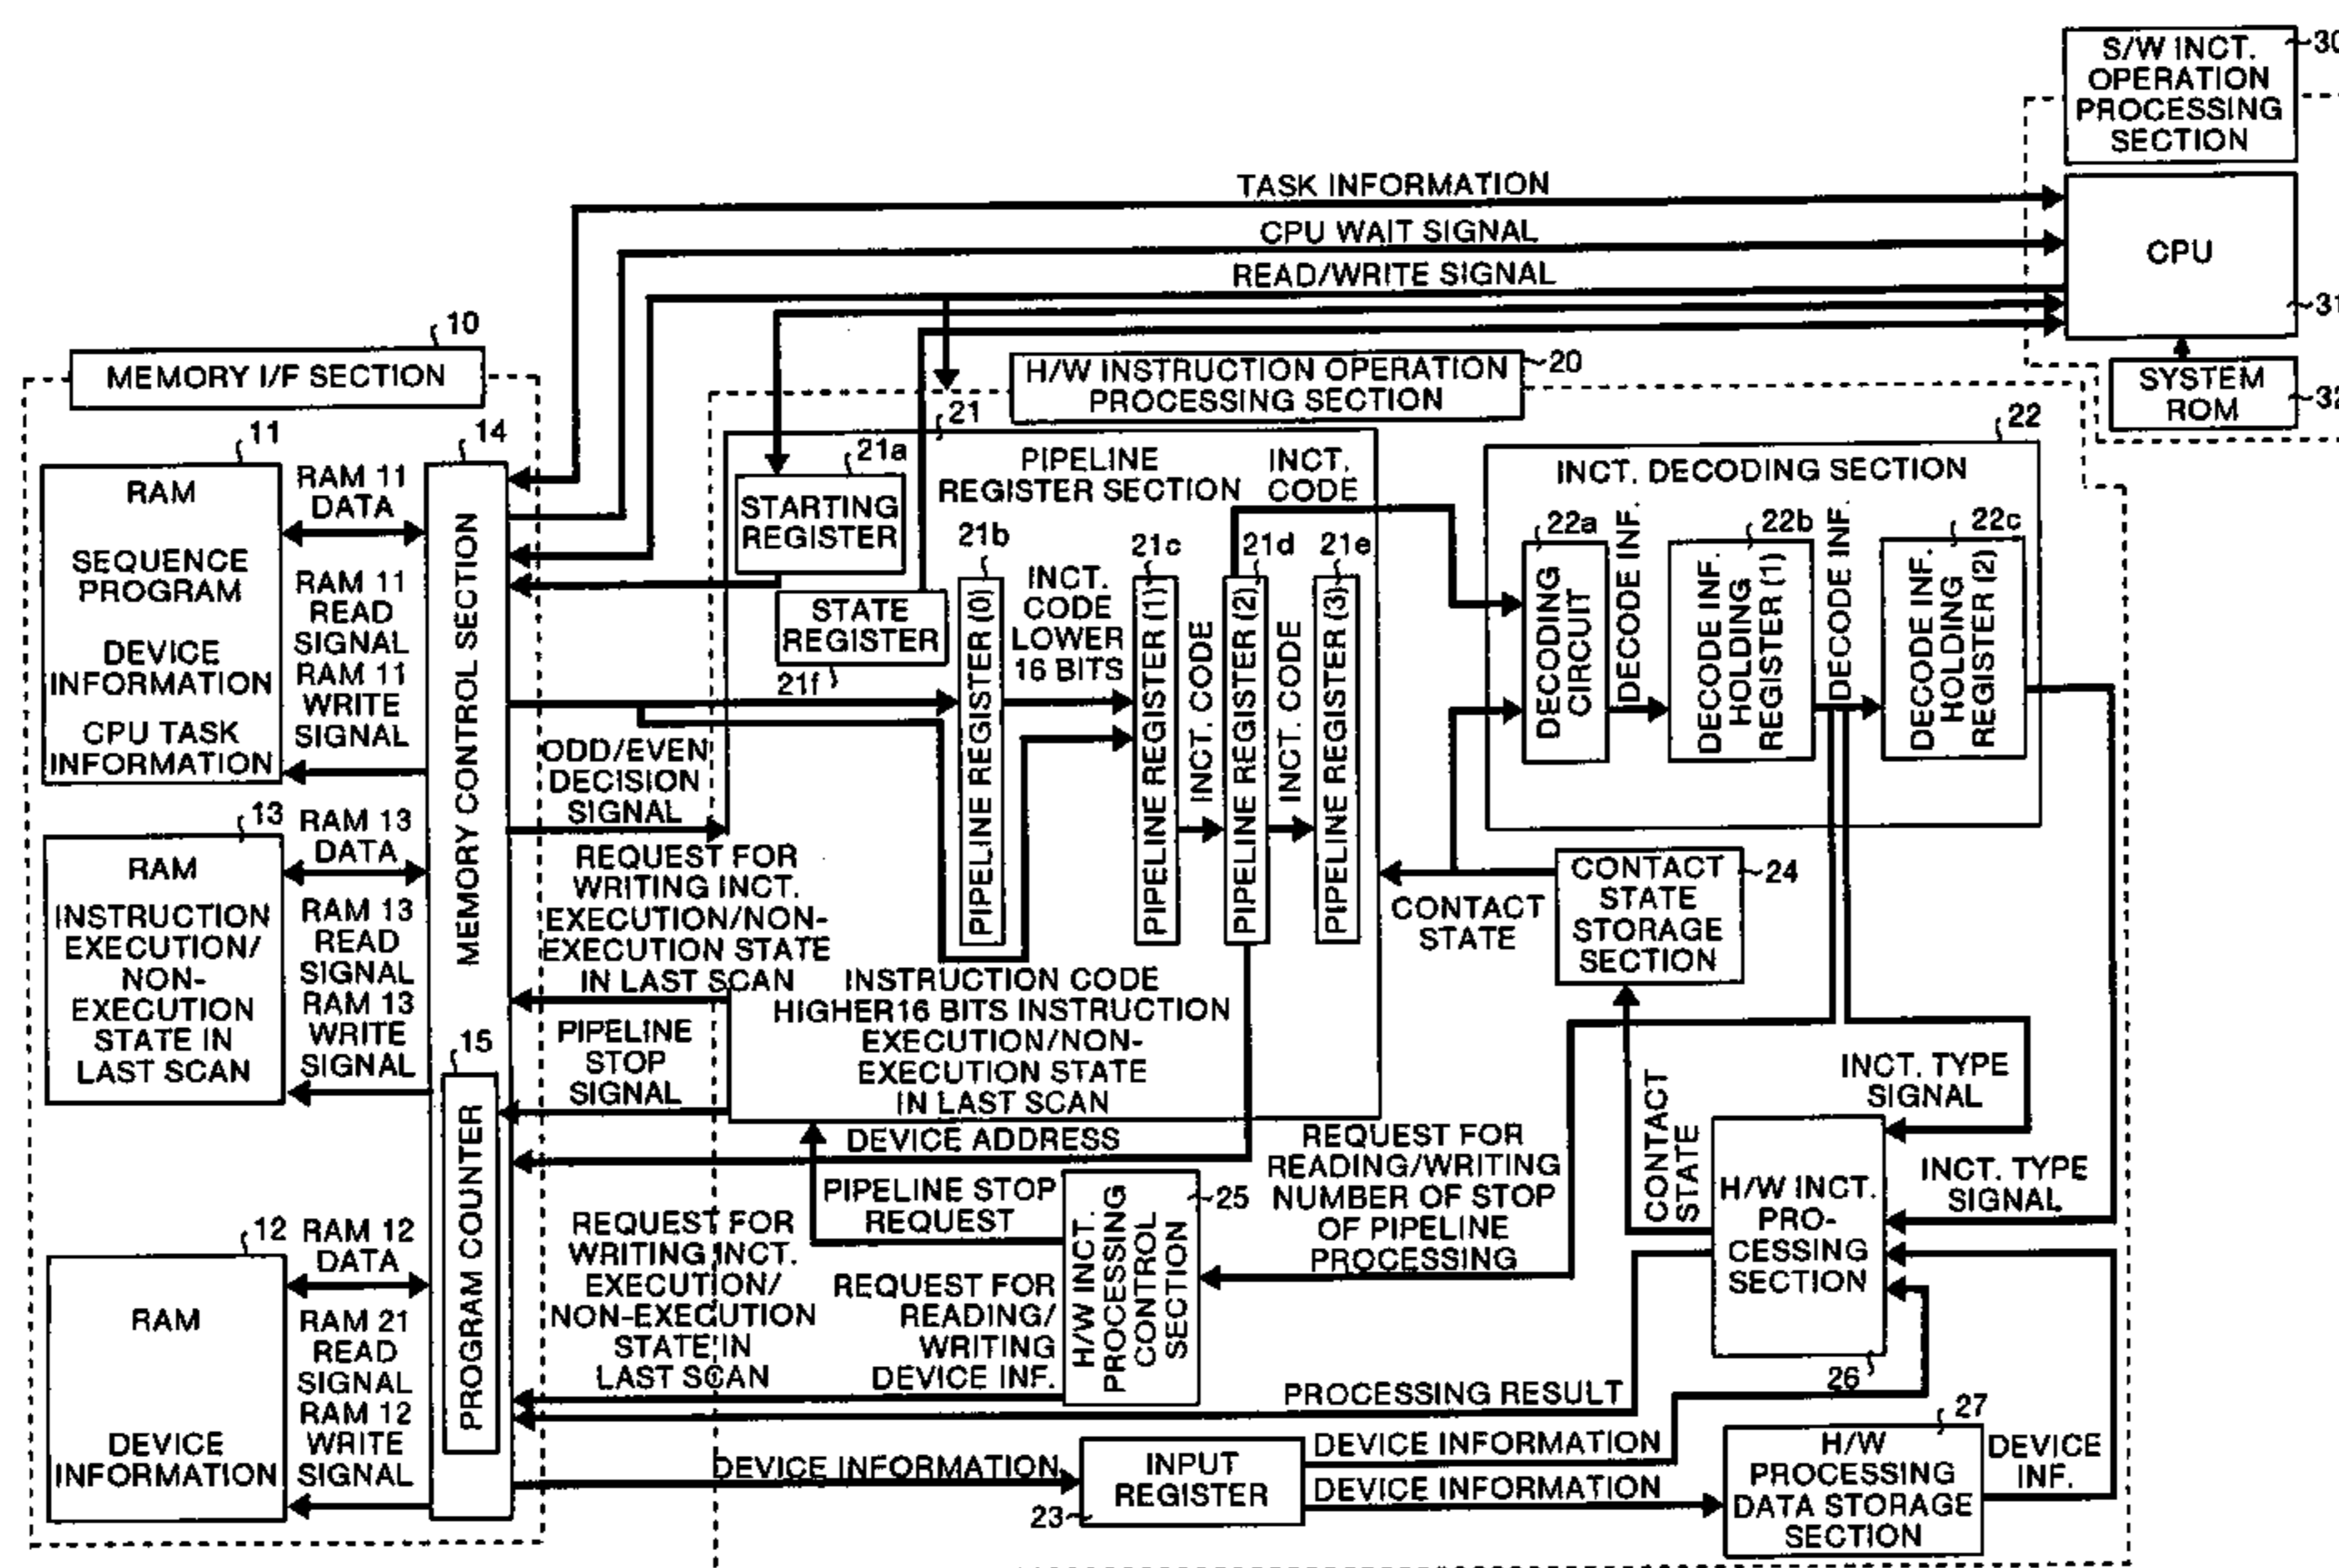 S/W INCT.
OPERATION
PROCESSING
SECTION
30
TASK INFORMATION
CPU WAIT SIGNAL
READ/WRITE SIGNAL
CPU
31
SYSTEM
ROM
32
10
MEMORY I/F SECTION
H/W INSTRUCTION OPERATION
PROCESSING SECTION
20
11
RAM
SEQUENCE
PROGRAM
DEVICE
INFORMATION
CPU TASK
INFORMATION
RAM 11
DATA
RAM 11
READ
SIGNAL
RAM 11
WRITE
SIGNAL
14
MEMORY CONTROL SECTION
13
RAM
INSTRUCTION
EXECUTION/
NON-
EXECUTION
STATE IN
LAST SCAN
RAM 13
DATA
RAM 13
READ
SIGNAL
RAM 13
WRITE
SIGNAL
15
PROGRAM COUNTER
12
RAM
DEVICE
INFORMATION
RAM 12
DATA
RAM 21
READ
SIGNAL
RAM 12
WRITE
SIGNAL
21
PIPELINE
REGISTER SECTION
21a
STARTING
REGISTER
STATE
REGISTER
21f
21b
PIPELINE REGISTER (0)
INCT.
CODE
LOWER
16 BITS
21c
PIPELINE REGISTER (1)
INCT. CODE
21d
PIPELINE REGISTER (2)
INCT. CODE
21e
PIPELINE REGISTER (3)
INCT.
CODE
ODD/EVEN
DECISION
SIGNAL
REQUEST FOR
WRITING INCT.
EXECUTION/NON-
EXECUTION STATE
IN LAST SCAN
INSTRUCTION CODE
HIGHER16 BITS INSTRUCTION
EXECUTION/NON-
EXECUTION STATE
IN LAST SCAN
PIPELINE
STOP
SIGNAL
DEVICE ADDRESS
22
INCT. DECODING SECTION
22a
DECODING
CIRCUIT
DECODE INF.
22b
DECODE INF.
HOLDING
REGISTER (1)
DECODE INF.
22c
DECODE INF.
HOLDING
REGISTER (2)
CONTACT
STATE
CONTACT
STATE
STORAGE
SECTION
24
PIPELINE STOP
REQUEST
25
H/W INCT.
PROCESSING
CONTROL
SECTION
REQUEST FOR
READING/WRITING
NUMBER OF STOP
OF PIPELINE
PROCESSING
CONTACT
STATE
INCT. TYPE
SIGNAL
H/W INCT.
PRO-
CESSING
SECTION
26
INCT. TYPE
SIGNAL
REQUEST FOR
WRITING INCT.
EXECUTION/
NON-EXECUTION
STATE IN
LAST SCAN
REQUEST FOR
READING/
WRITING
DEVICE INF.
PROCESSING RESULT
DEVICE INFORMATION
INPUT
REGISTER
23
DEVICE INFORMATION
DEVICE INFORMATION
27
H/W
PROCESSING
DATA STORAGE
SECTION
DEVICE
INF.